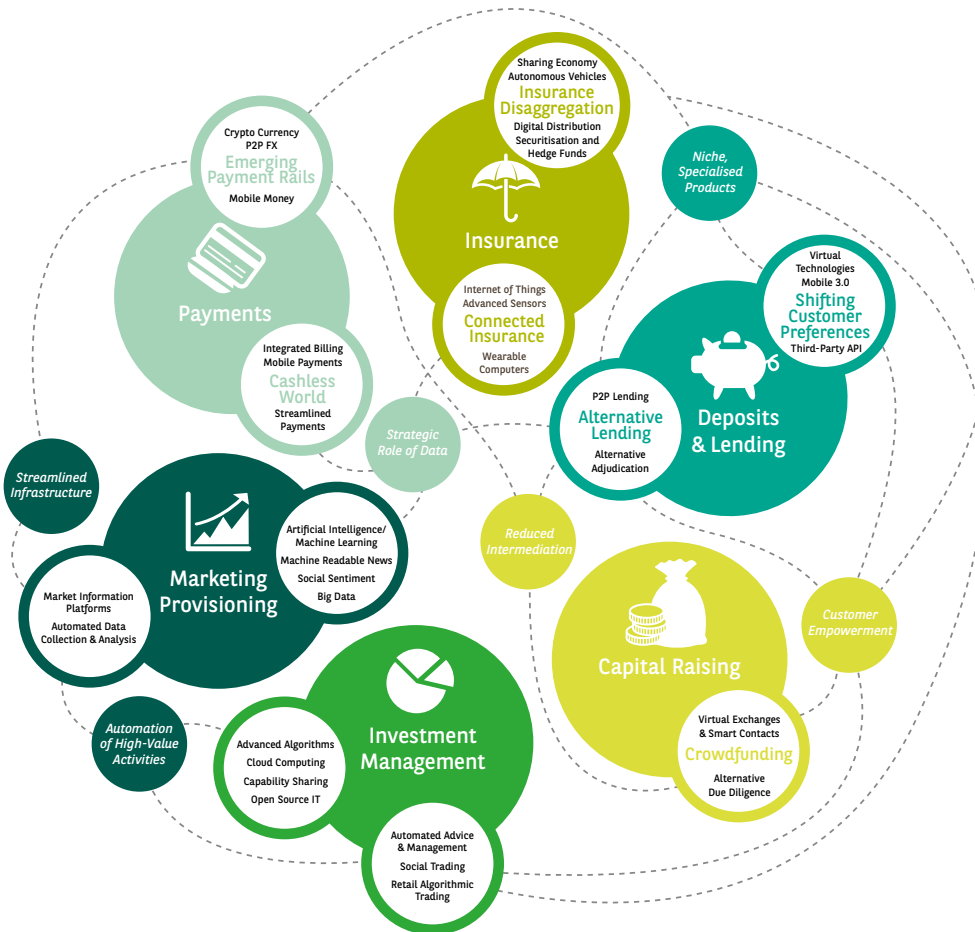 Sharing Economy
Autonomous Vehicles
Insurance
Disaggregation
Digital Distribution
Securitisation and
Hedge Funds
Insurance
Internet of Things
Advanced Sensors
Connected
Insurance
Wearable
Computers
Crypto Currency
P2P FX
Emerging
Payment Rails
Mobile Money
Payments
Integrated Billing
Mobile Payments
Cashless
World
Streamlined
Payments
Niche,
Specialised
Products
Virtual
Technologies
Mobile 3.0
Shifting
Customer
Preferences
Third-Party API
Deposits
& Lending
P2P Lending
Alternative
Lending
Alternative
Adjudication
Strategic
Role of Data
Streamlined
Infrastructure
Marketing
Provisioning
Artificial Intelligence/
Machine Learning
Machine Readable News
Social Sentiment
Big Data
Market Information
Platforms
Automated Data
Collection & Analysis
Reduced
Intermediation
Customer
Empowerment
Capital Raising
Virtual Exchanges
& Smart Contacts
Crowdfunding
Alternative
Due Diligence
Automation
of High-Value
Activities
Investment
Management
Advanced Algorithms
Cloud Computing
Capability Sharing
Open Source IT
Automated Advice
& Management
Social Trading
Retail Algorithmic
Trading